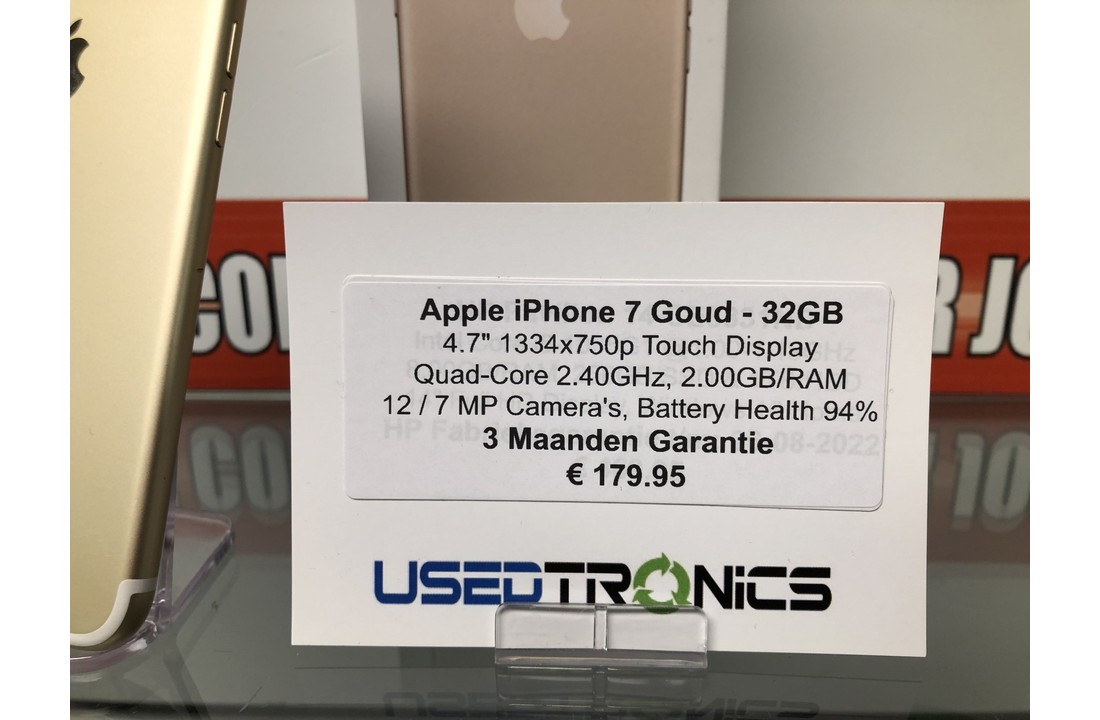 Apple iPhone 7 Goud - 32GB
4.7" 1334x750p Touch Display
Quad-Core 2.40GHz, 2.00GB/RAM
12 / 7 MP Camera's, Battery Health 94%
3 Maanden Garantie
€ 179.95
USEDTRONiCS